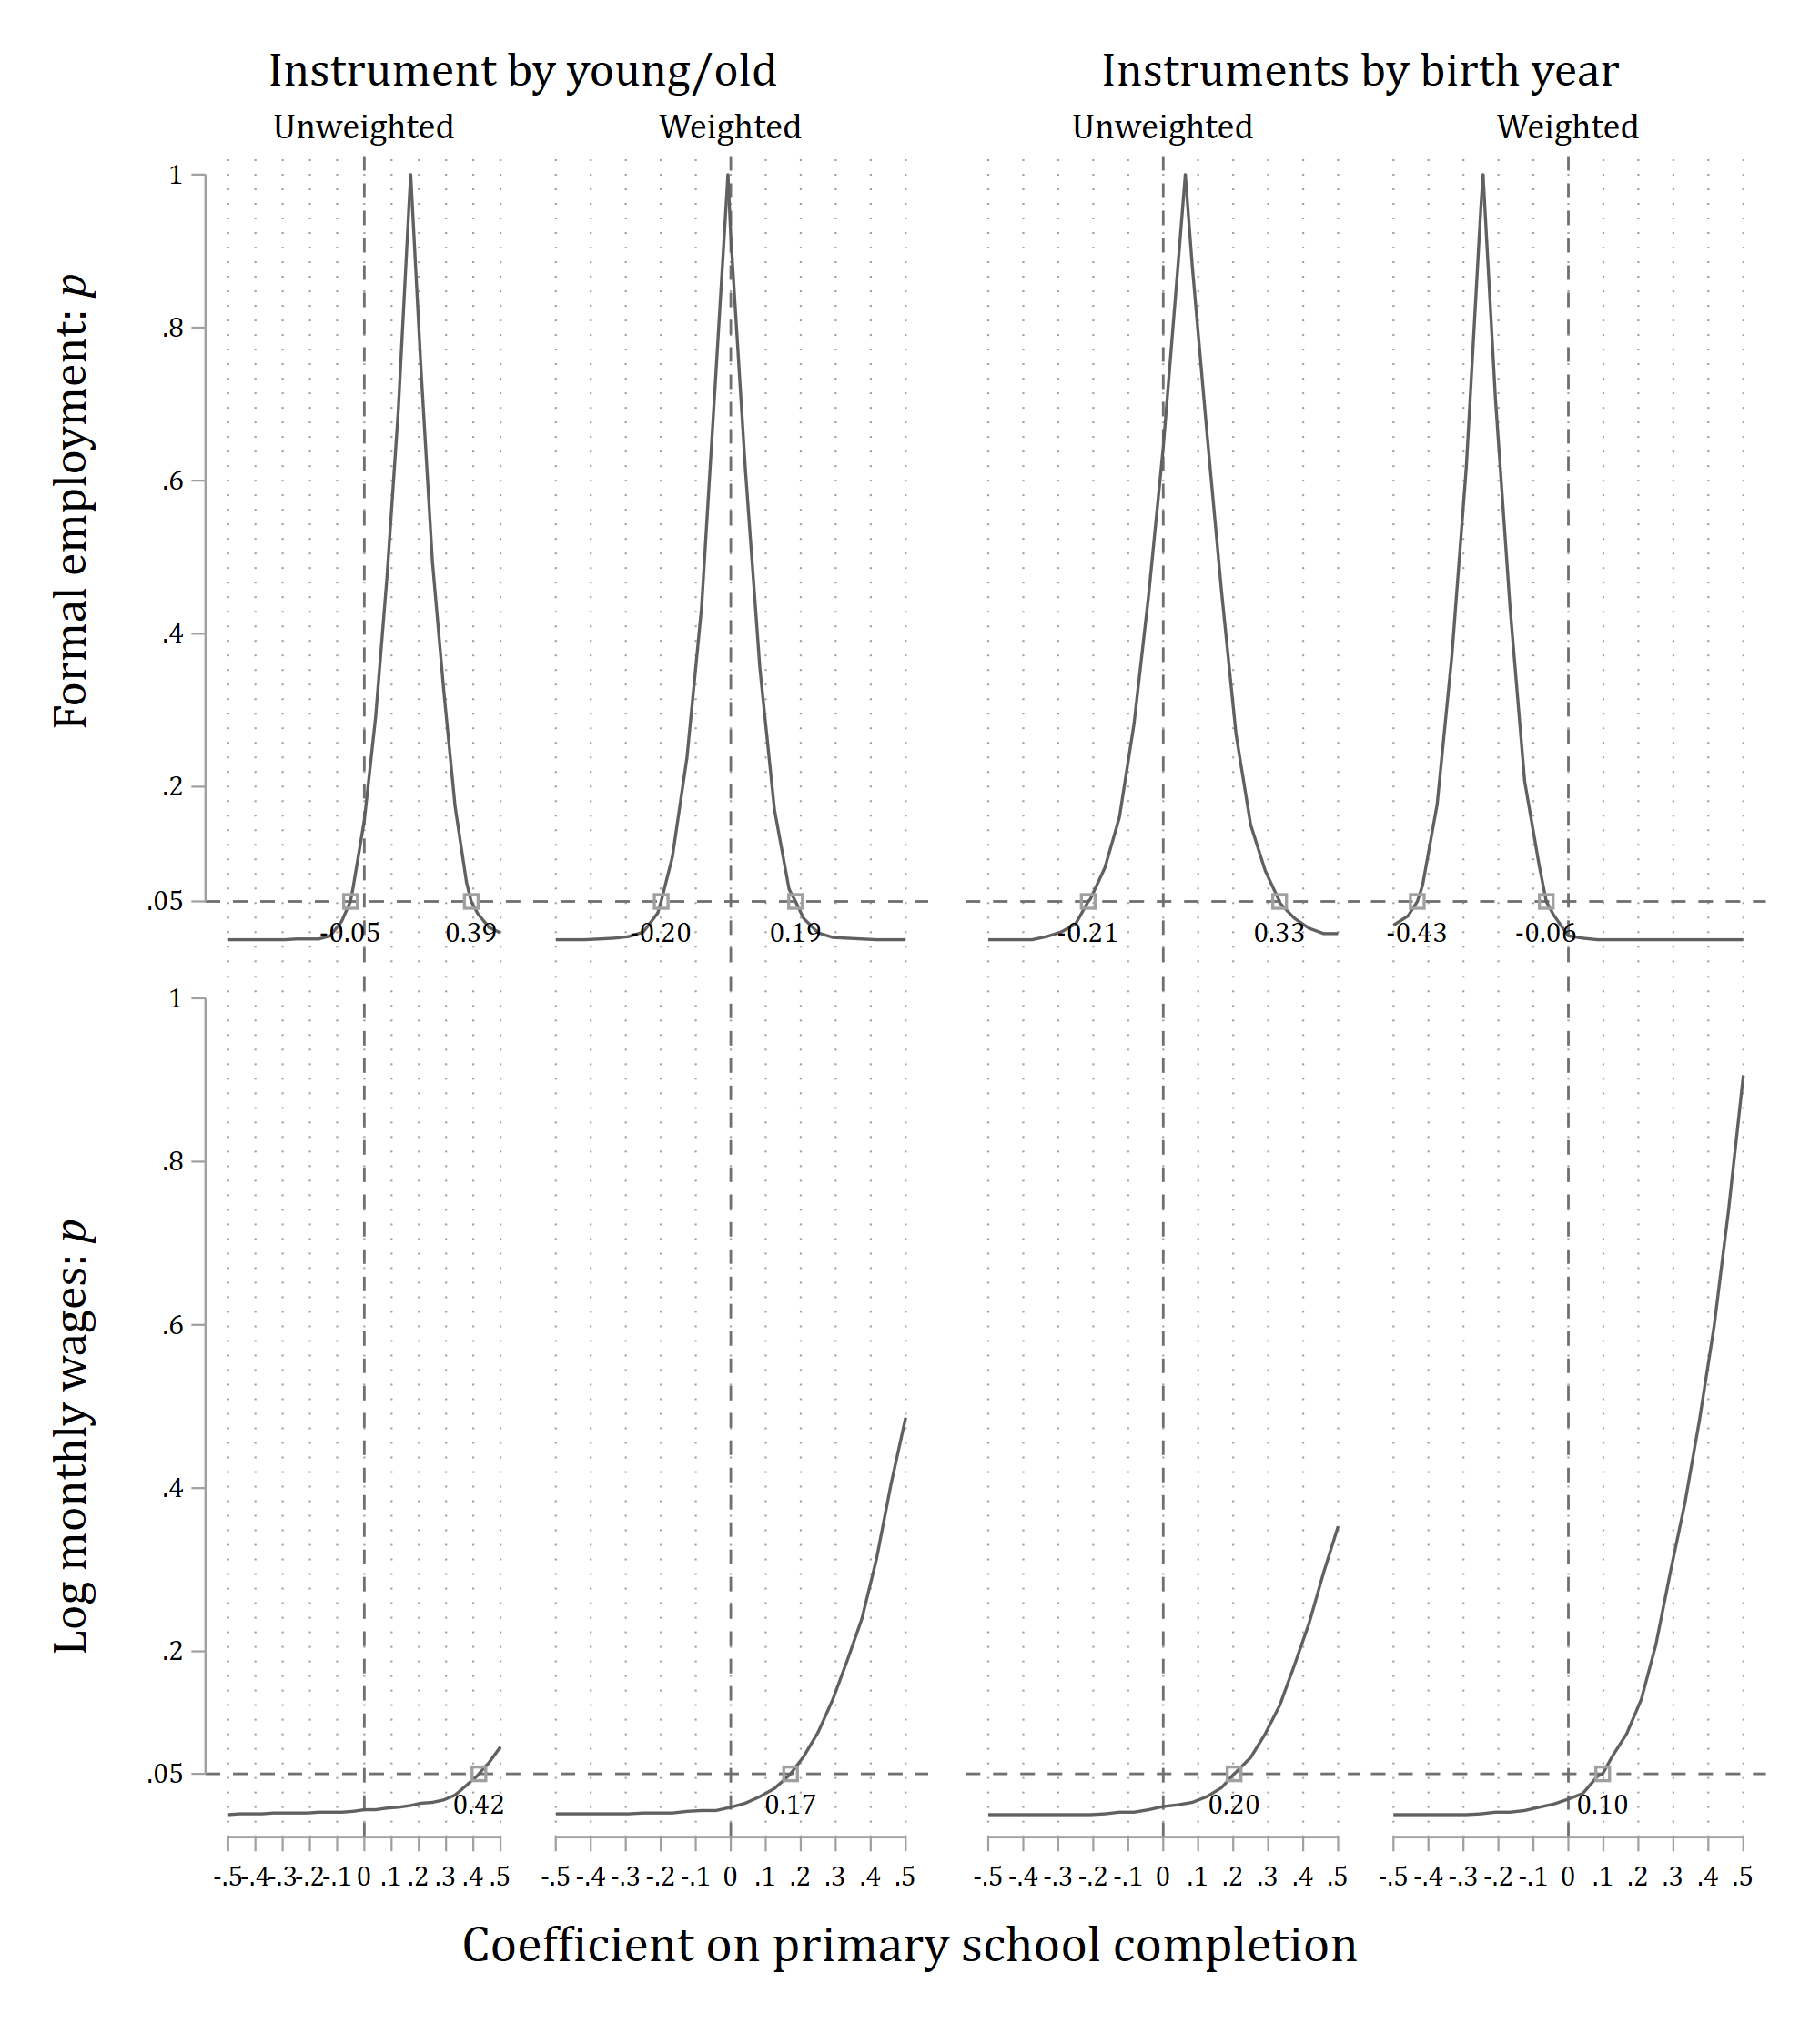 Instrument by young/old Instruments by birth year
Unweighted Weighted Unweighted Weighted
Formal employment: p
1
.8
.6
.4
.2
.05
-0.05 0.39 -0.20 0.19 -0.21 0.33 -0.43 -0.06
Log monthly wages: p
1
.8
.6
.4
.2
.05
0.42 0.17 0.20 0.10
-.5 -.4 -.3 -.2 -.1 0 .1 .2 .3 .4 .5 -.5 -.4 -.3 -.2 -.1 0 .1 .2 .3 .4 .5 -.5 -.4 -.3 -.2 -.1 0 .1 .2 .3 .4 .5 -.5 -.4 -.3 -.2 -.1 0 .1 .2 .3 .4 .5
Coefficient on primary school completion